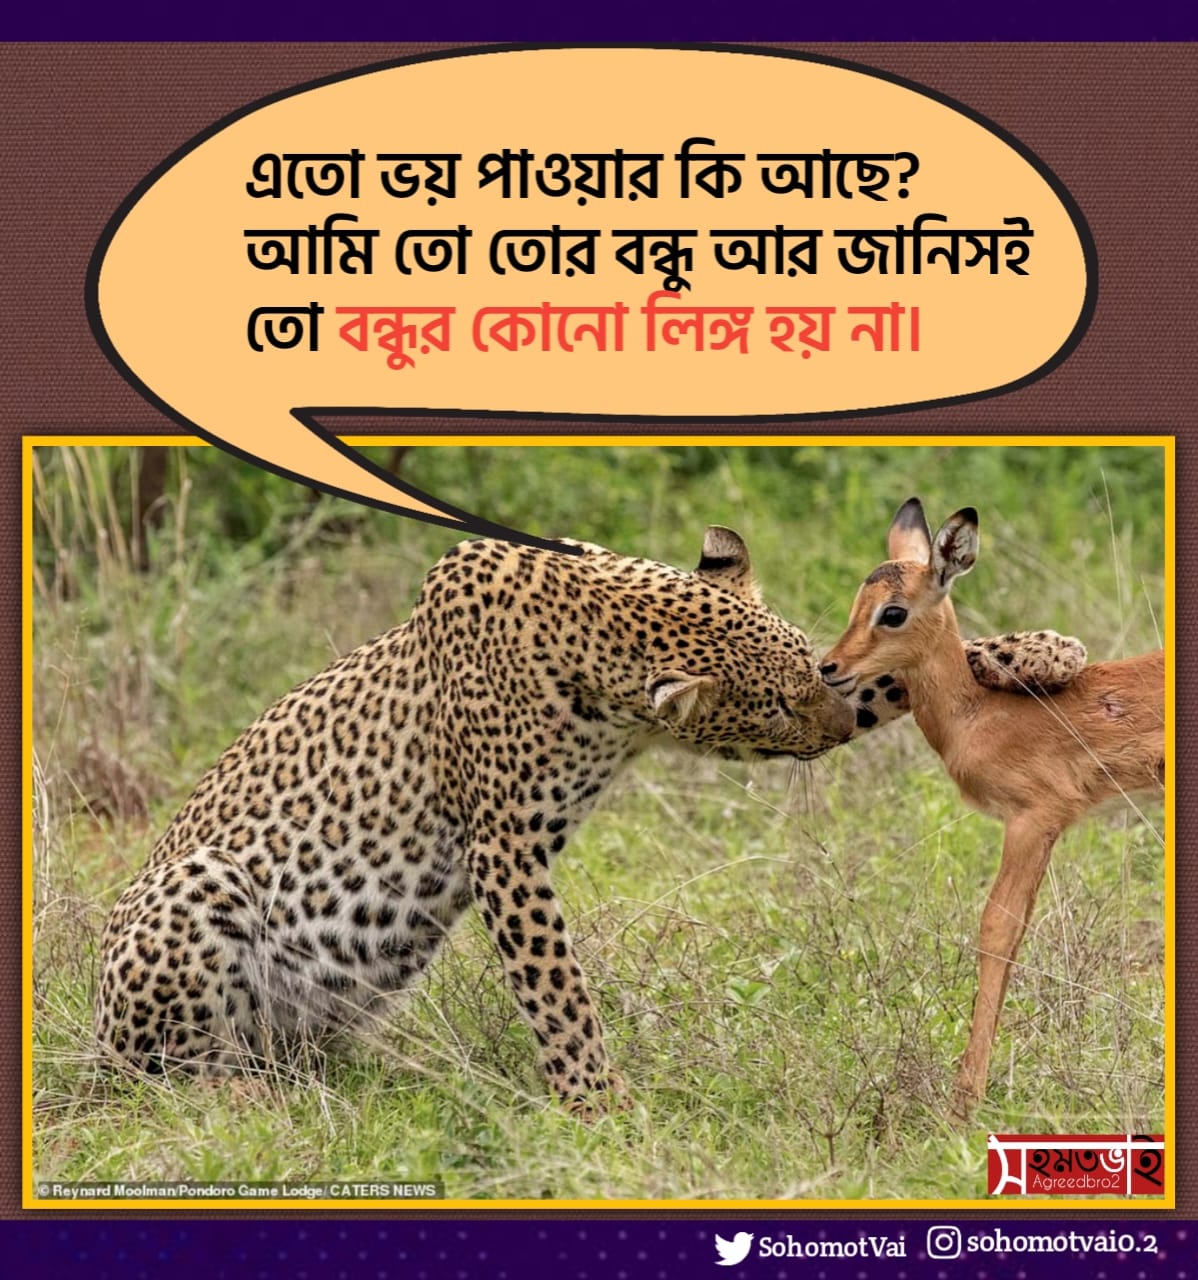 এতো ভয় পাওয়ার কি আছে?
আমি তো তোর বন্ধু আর জানিসই
তো বন্ধুর কোনো লিঙ্গ হয় না।
© Reynard Moolman/Pondoro Game Lodge/ CATERS NEWS
সহমতভাই
Agreedbro2
SohomotVai
sohomotvaio.2